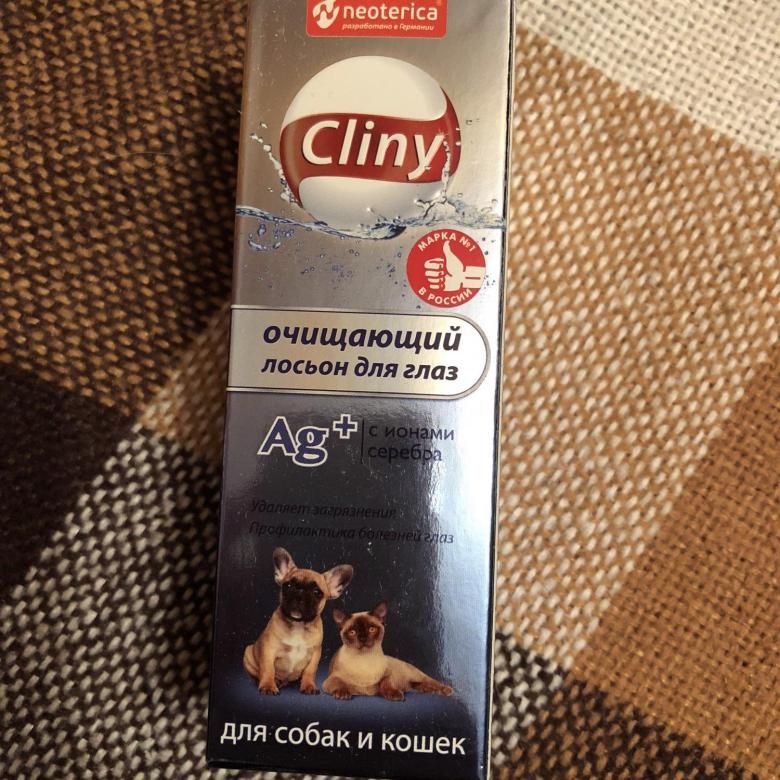 neoterica
разработано в Германии
Cliny
МАРКА №1
В РОССИИ
очищающий
лосьон для глаз
Ag+
с ионами
серебра
Удаляет загрязнения
Профилактика болезней глаз
для собак и кошек